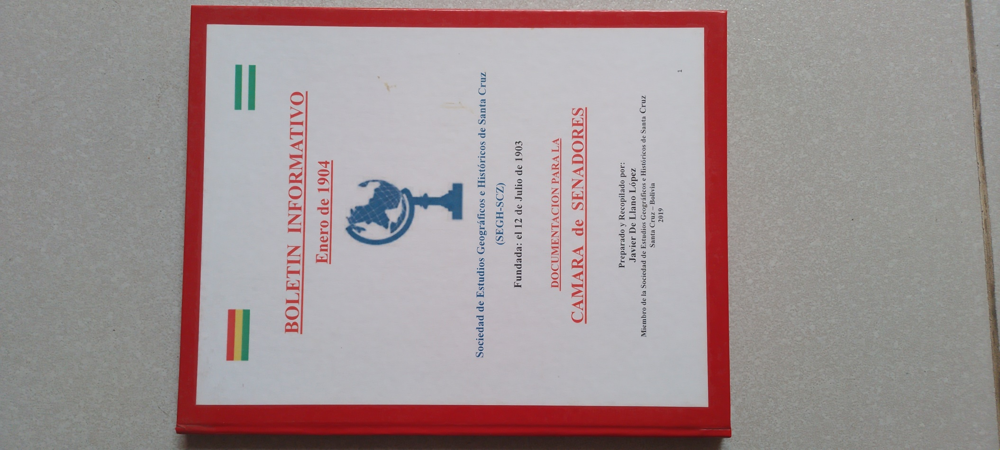 BOLETIN INFORMATIVO
Enero de 1904
Sociedad de Estudios Geográficos e Históricos de Santa Cruz
(SEGH-SCZ)
Fundada: el 12 de Julio de 1903
DOCUMENTACION PARA LA
CAMARA de SENADORES
Preparado y Recopilado por:
Javier De Llano López
Miembro de la Sociedad de Estudios Geográficos e Históricos de Santa Cruz
Santa Cruz – Bolivia
2019
1